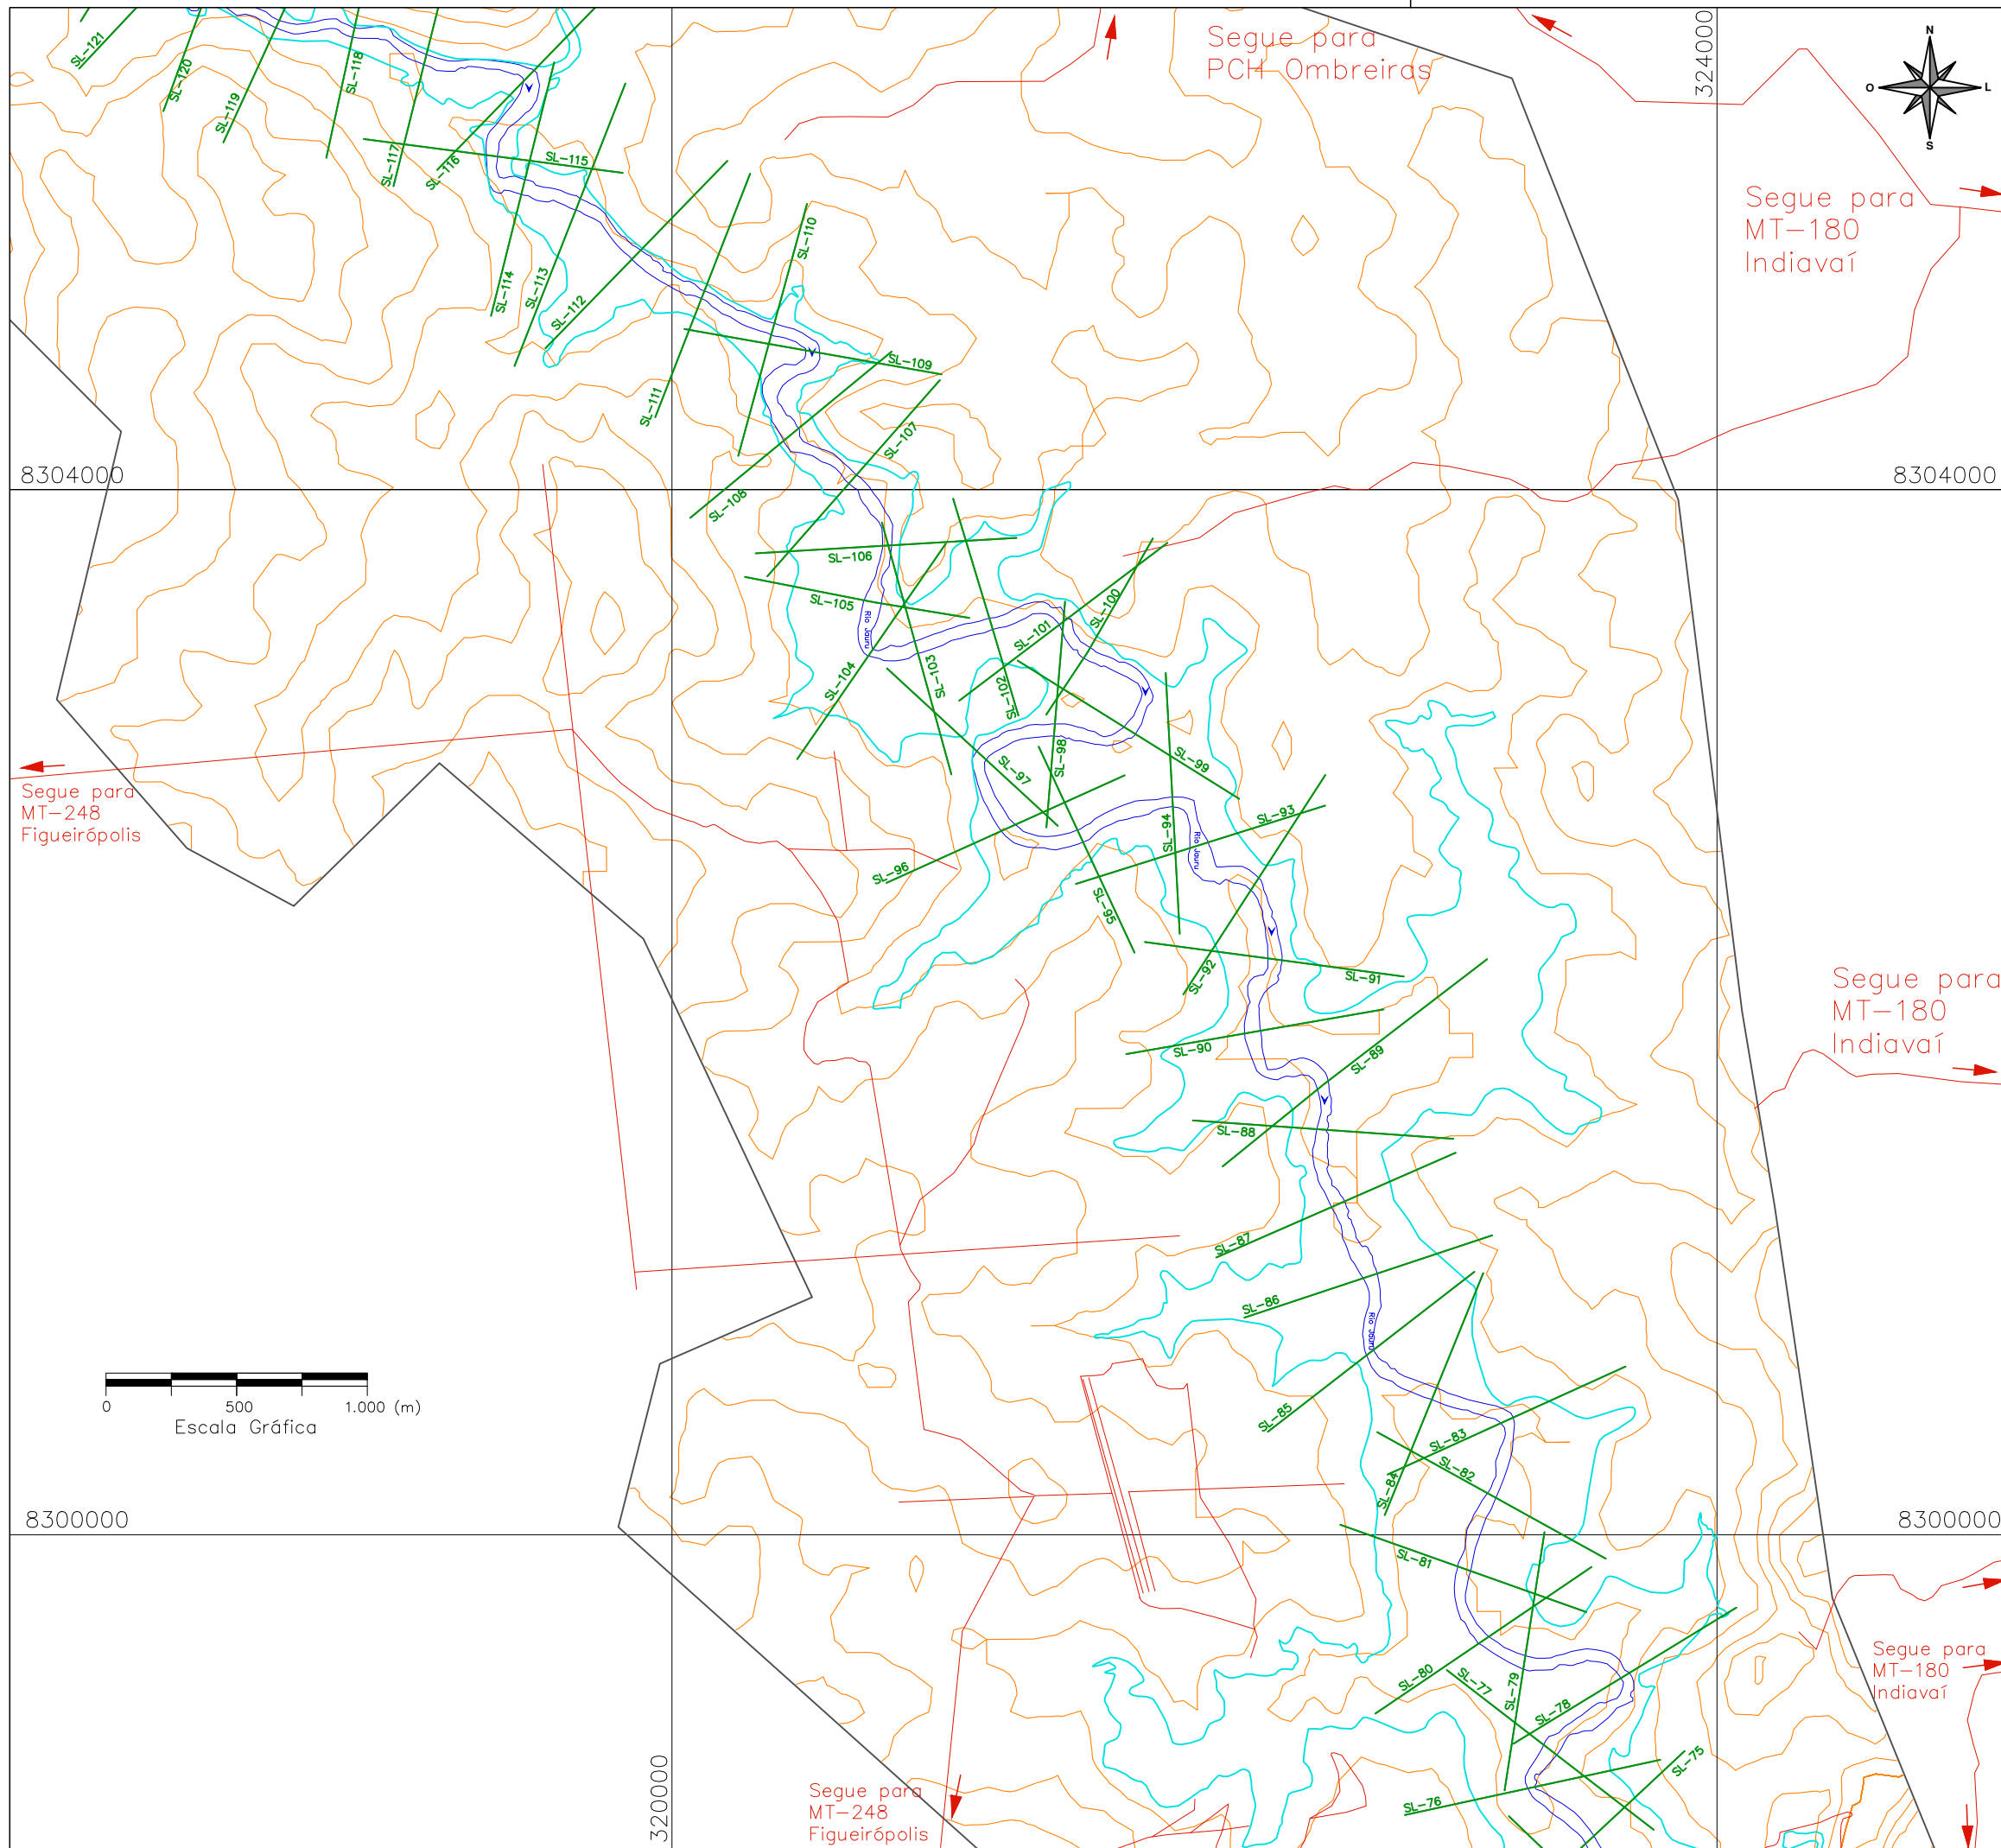 SL-121
SL-120
SL-119
SL-118
SL-117
SL-116
SL-115
Segue para
PCH Ombreiras
324000
N
O
L
S
Segue para
MT-180
Indiavaí
SL-114
SL-113
SL-112
SL-111
SL-110
SL-109
SL-108
SL-107
8304000
8304000
SL-106
SL-105
Rio Jauru
SL-104
SL-103
SL-102
SL-101
SL-100
SL-99
SL-98
SL-97
SL-96
SL-95
SL-94
SL-93
Rio Jauru
Segue para
MT-248
Figueirópolis
SL-92
SL-91
Segue para
MT-180
Indiavaí
SL-90
SL-89
SL-88
SL-87
SL-86
Rio Jauru
SL-85
SL-84
SL-83
SL-82
0
500
1.000 (m)
Escala Gráfica
8300000
8300000
SL-81
SL-80
SL-79
SL-78
SL-77
SL-76
SL-75
Segue para
MT-180
Indiavaí
320000
Segue para
MT-248
Figueirópolis